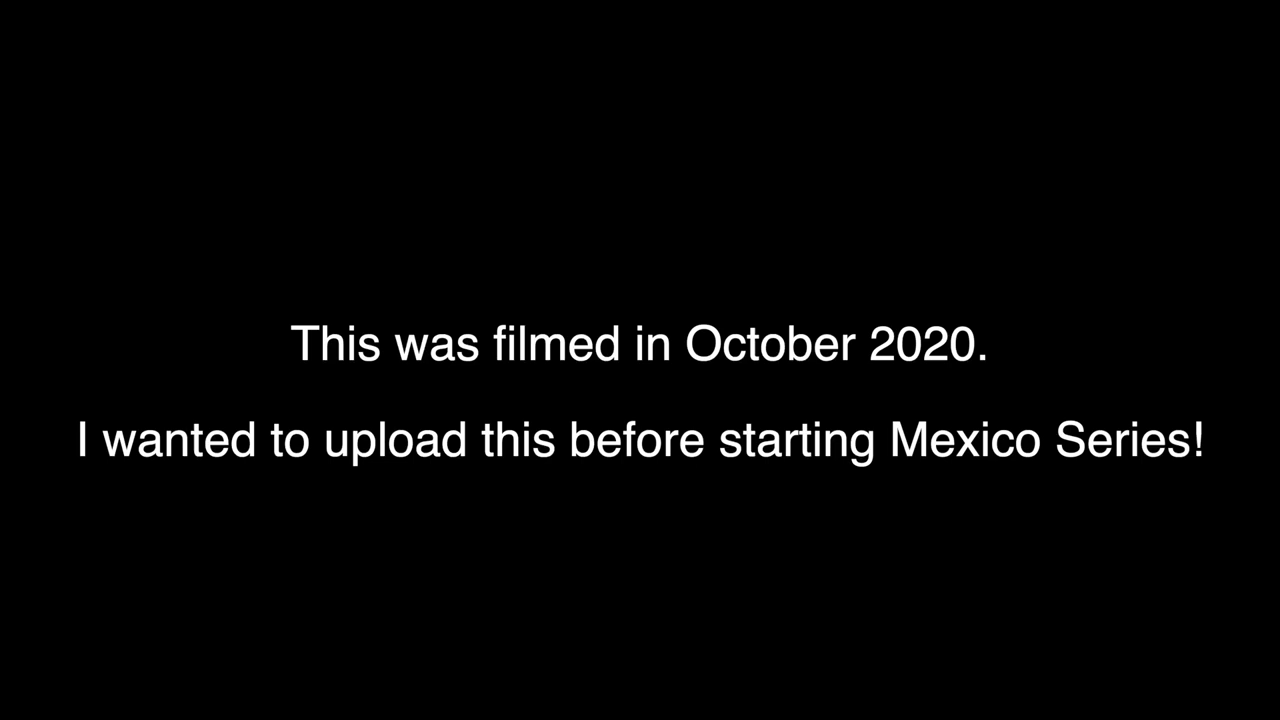 This was filmed in October 2020.
I wanted to upload this before starting Mexico Series!